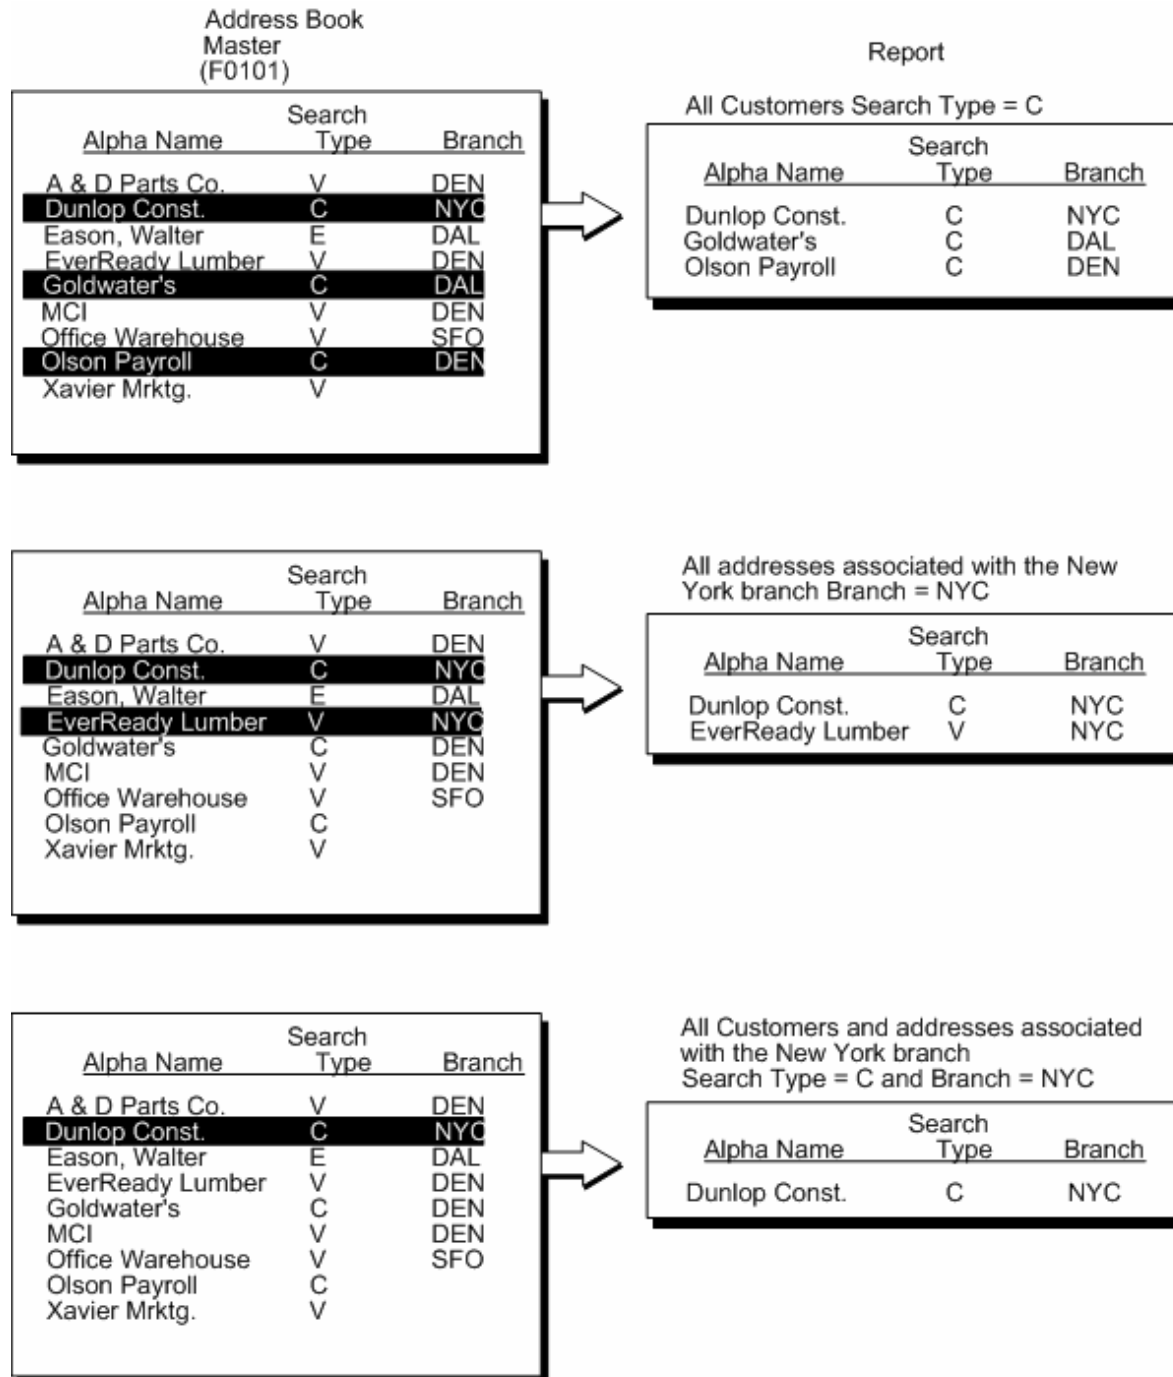 Address Book
Master
(F0101)
Search
Alpha Name Type Branch
A & D Parts Co. V DEN
Dunlop Const. C NYC
Eason, Walter E DAL
EverReady Lumber V DEN
Goldwater's C DAL
MCI V DEN
Office Warehouse V SFO
Olson Payroll C DEN
Xavier Mrktg. V
Report
All Customers Search Type = C
Search
Alpha Name Type Branch
Dunlop Const. C NYC
Goldwater's C DAL
Olson Payroll C DEN
Search
Alpha Name Type Branch
A & D Parts Co. V DEN
Dunlop Const. C NYC
Eason, Walter E DAL
EverReady Lumber V NYC
Goldwater's C DEN
MCI V DEN
Office Warehouse V SFO
Olson Payroll C
Xavier Mrktg. V
All addresses associated with the New
York branch Branch = NYC
Search
Alpha Name Type Branch
Dunlop Const. C NYC
EverReady Lumber V NYC
Search
Alpha Name Type Branch
A & D Parts Co. V DEN
Dunlop Const. C NYC
Eason, Walter E DAL
EverReady Lumber V DEN
Goldwater's C DEN
MCI V DEN
Office Warehouse V SFO
Olson Payroll C
Xavier Mrktg. V
All Customers and addresses associated
with the New York branch
Search Type = C and Branch = NYC
Search
Alpha Name Type Branch
Dunlop Const. C NYC